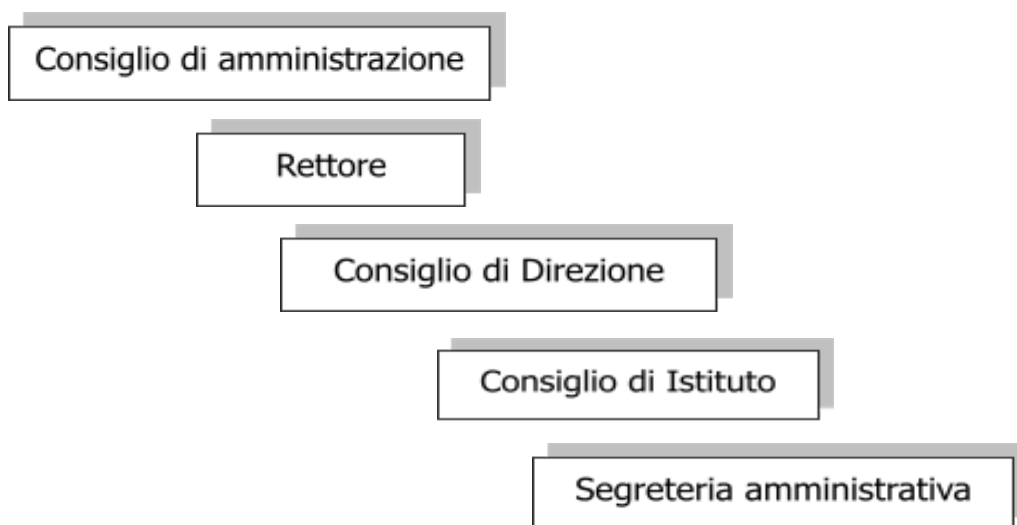 Consiglio di amministrazione
Rettore
Consiglio di Direzione
Consiglio di Istituto
Segreteria amministrativa